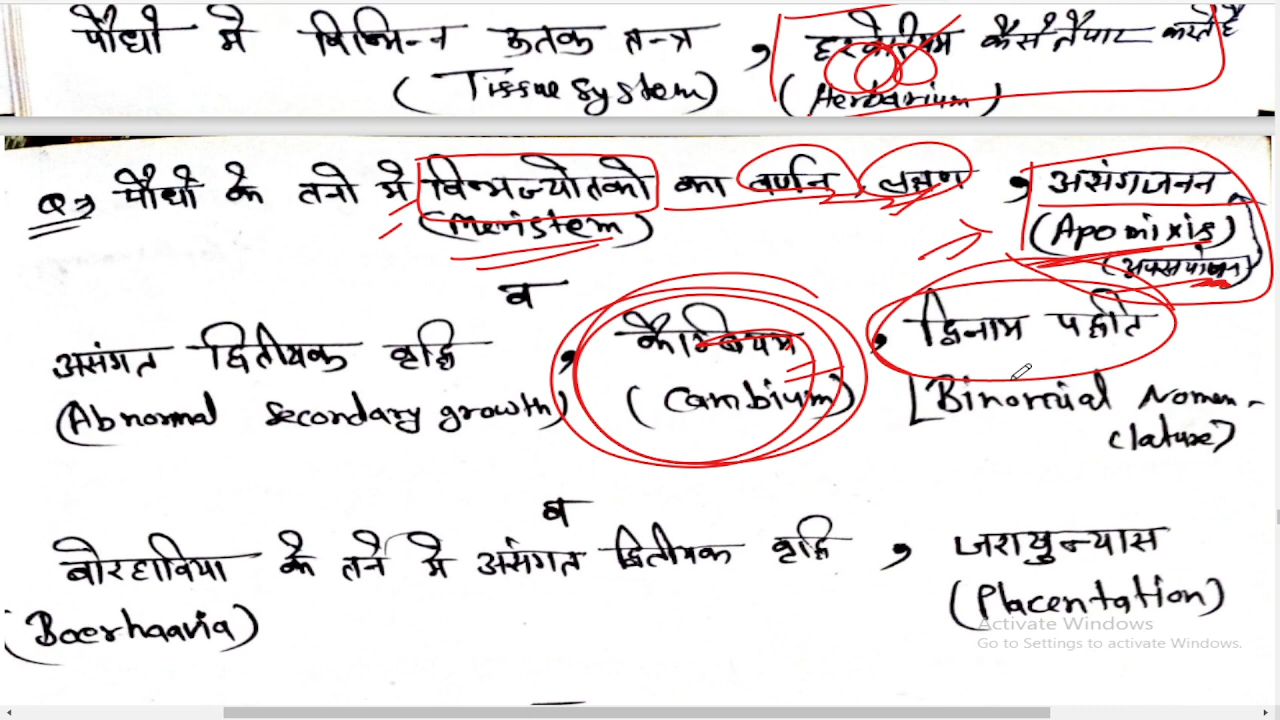 पौधों में विभिन्न ऊतक तन्त्र , हरबेरियम कैसे तैयार करते है
(Tissue System) (Herbarium)
Q⇒ पौधों के तनो में विभज्योतको का वर्णन, लक्षण , असंगजनन
(Meristem) (Apomixis)
व
असंगत द्वितीयक वृद्धि , कैम्बियम , द्विनाम पद्धति
(Abnormal Secondary growth) (Cambium) [Binomial Nomen-
clature)
व
बोरहाविया के तने में असंगत द्वितीयक वृद्धि , जरायुन्यास
(Boerhaavia) (Placentation)
Activate Windows
Go to Settings to activate Windows.